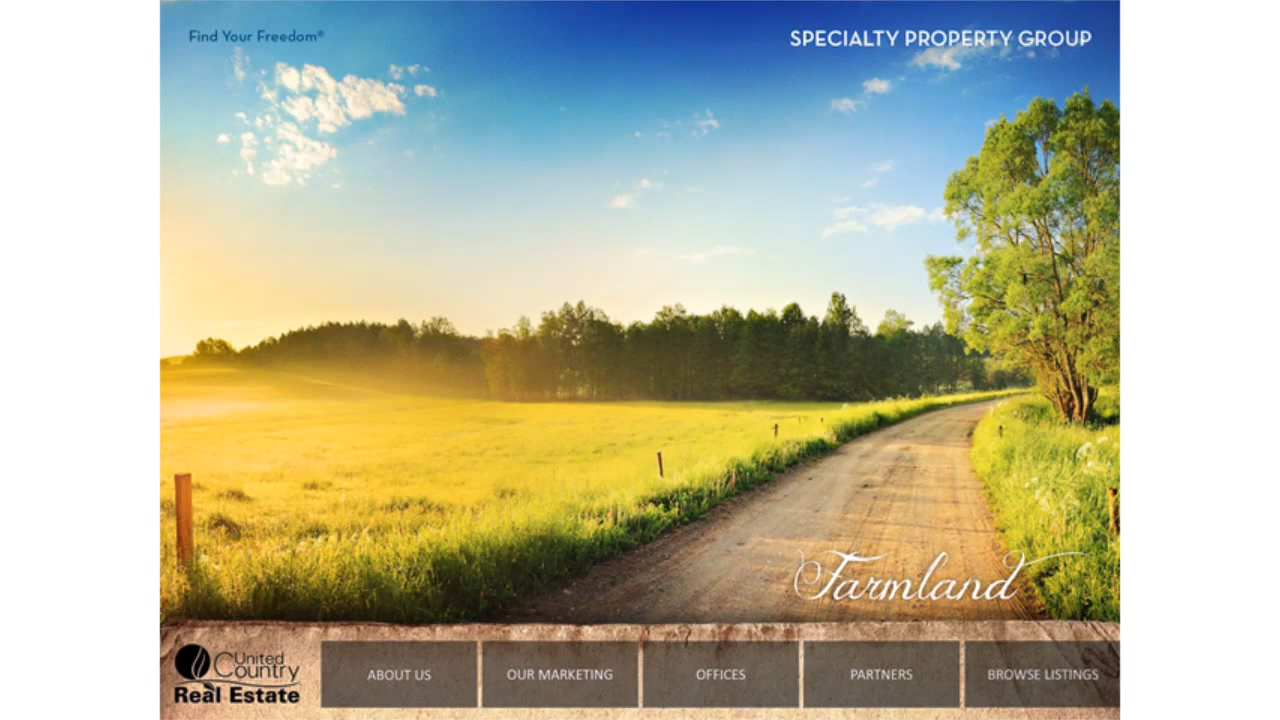 Find Your Freedom®
SPECIALTY PROPERTY GROUP
Farmland
United
Country
Real Estate
ABOUT US
OUR MARKETING
OFFICES
PARTNERS
BROWSE LISTINGS